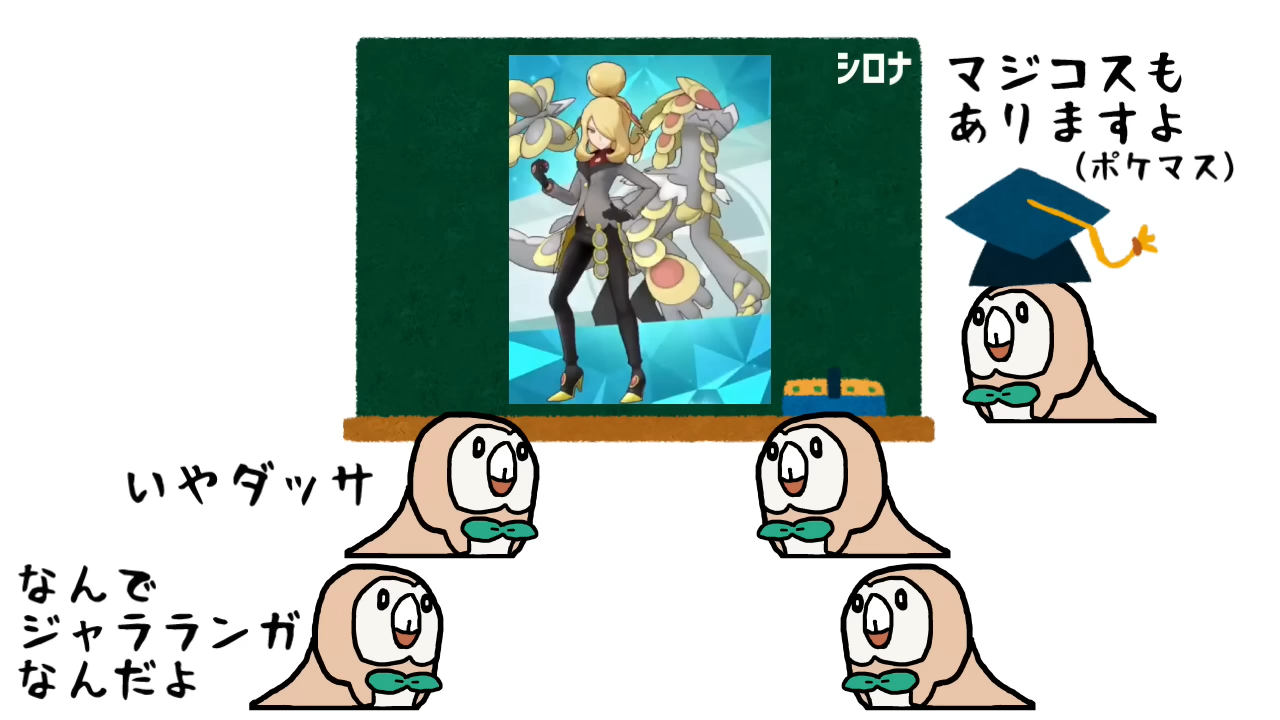 シロナ
マジコスも
ありますよ
(ポケマス)
いやダッサ
なんで
ジャラランガ
なんだよ